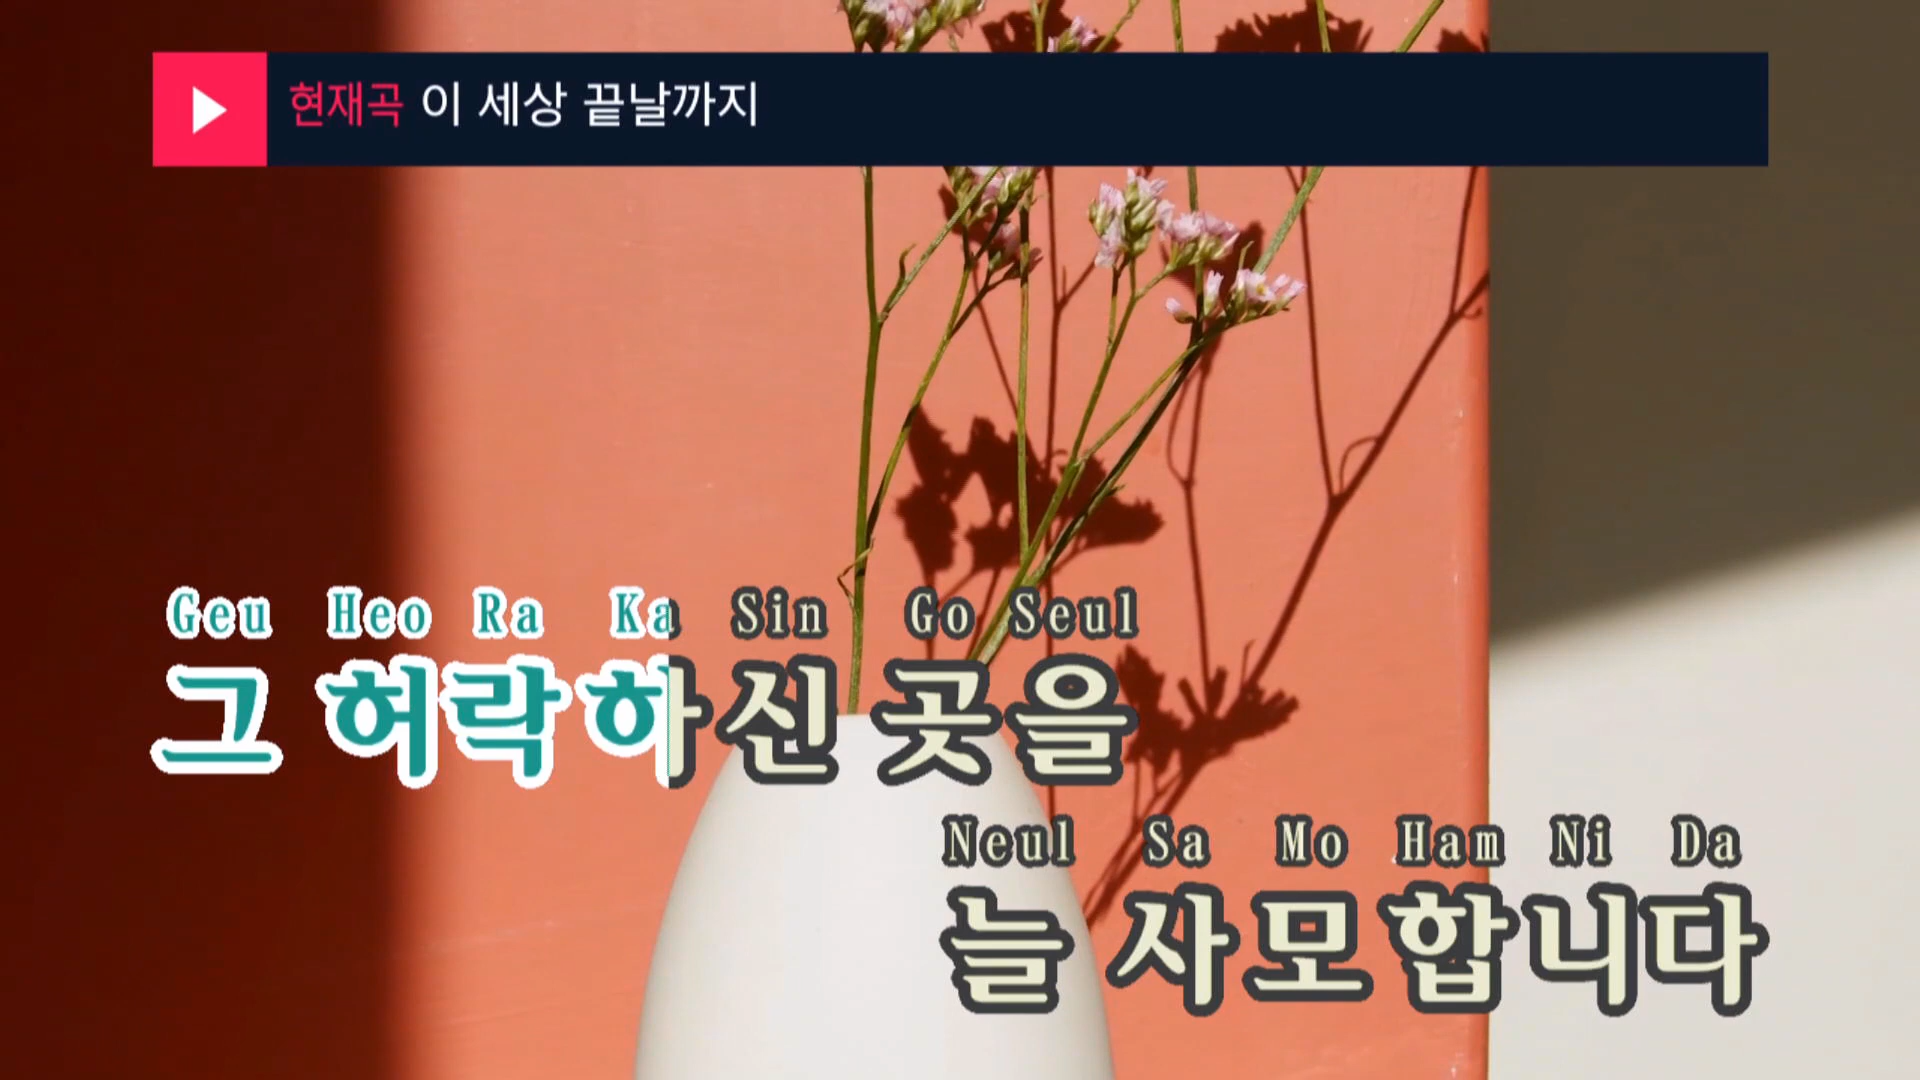 현재곡 이 세상 끝날까지
Geu Heo Ra Ka Sin Go Seul
그 허락하신 곳을
Neul Sa Mo Ham Ni Da
늘 사모합니다